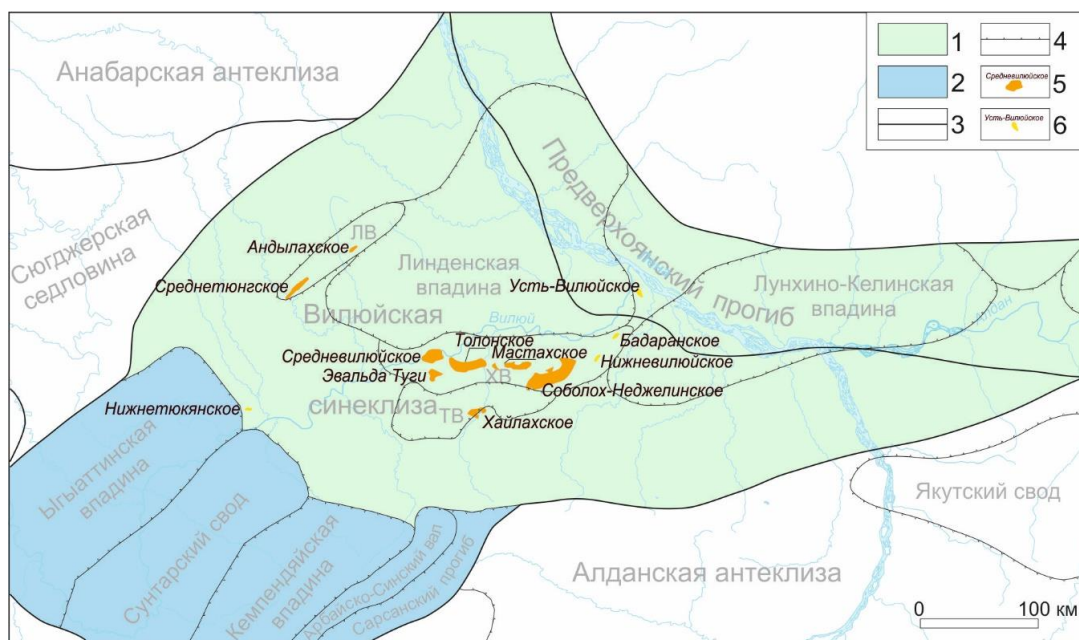 Анабарская антеклиза
1
2
3
4
Средневилюйское
5
Усть-Вилюйское
6
Сюгджерская
седловина
Предверхоянский прогиб
Андылахское
ЛВ
Среднетюнгское
Линденская
впадина
Усть-Вилюйское
Лунхино-Келинская
впадина
Вилюйская
Вилюй
Алдан
Толонское
Бадаранское
Средневилюйское
Мастахское
Нижневилюйское
Эвальда Туги
ХВ
Соболох-Неджелинское
Нижнетюкянское
синеклиза
ТВ
Хайлахское
Ыгыаттинская
впадина
Якутский свод
Сунтарский свод
Кемпендяйская
впадина
Арбайско-Синский вал
Сарсанский прогиб
Алданская антеклиза
0
100 км